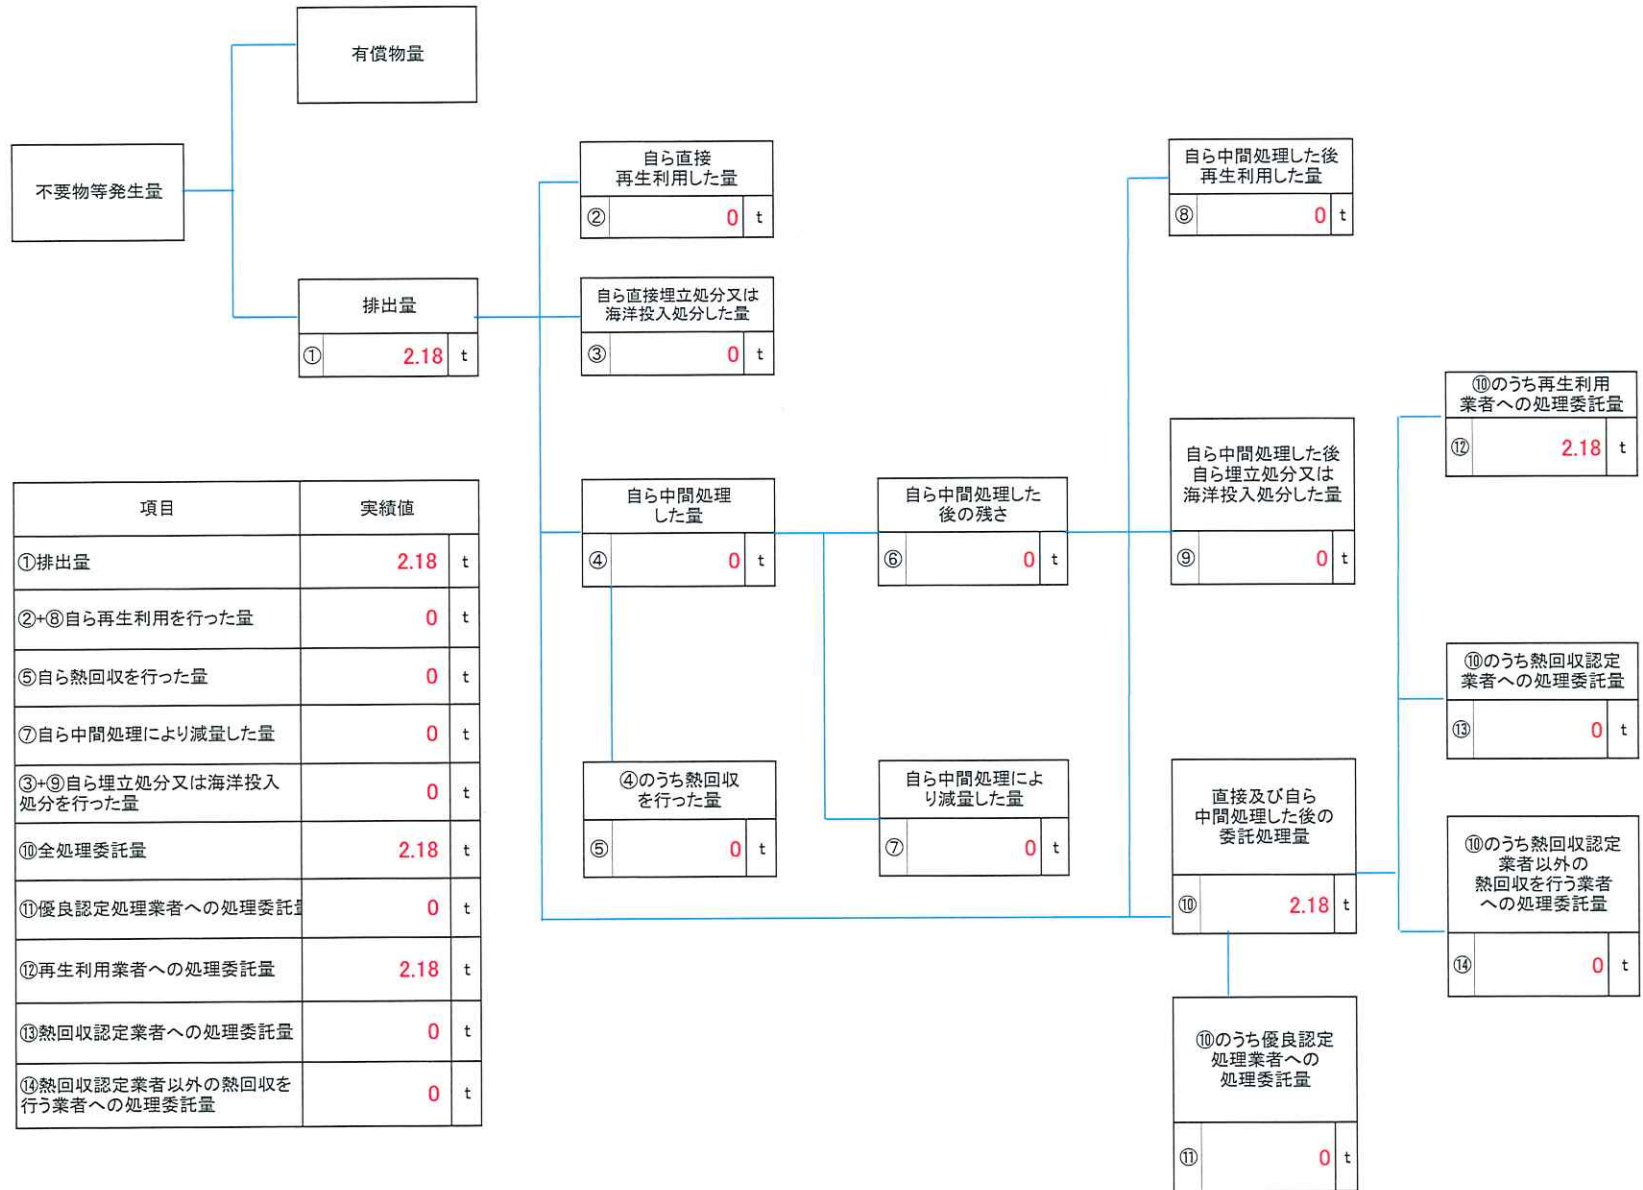 有償物量
不要物等発生量
排出量
① 2.18 t
自ら直接
再生利用した量
② 0 t
自ら直接埋立処分又は
海洋投入処分した量
③ 0 t
自ら中間処理
した量
④ 0 t
④のうち熱回収
を行った量
⑤ 0 t
自ら中間処理した
後の残さ
⑥ 0 t
自ら中間処理によ
り減量した量
⑦ 0 t
自ら中間処理した後
再生利用した量
⑧ 0 t
自ら中間処理した後
自ら埋立処分又は
海洋投入処分した量
⑨ 0 t
直接及び自ら
中間処理した後の
委託処理量
⑩ 2.18 t
⑩のうち優良認定
処理業者への
処理委託量
⑪ 0 t
⑩のうち再生利用
業者への処理委託量
⑫ 2.18 t
⑩のうち熱回収認定
業者への処理委託量
⑬ 0 t
⑩のうち熱回収認定
業者以外の
熱回収を行う業者
への処理委託量
⑭ 0 t
項目 実績値
①排出量 2.18 t
②+⑧自ら再生利用を行った量 0 t
⑤自ら熱回収を行った量 0 t
⑦自ら中間処理により減量した量 0 t
③+⑨自ら埋立処分又は海洋投入
処分を行った量 0 t
⑩全処理委託量 2.18 t
⑪優良認定処理業者への処理委託量 0 t
⑫再生利用業者への処理委託量 2.18 t
⑬熱回収認定業者への処理委託量 0 t
⑭熱回収認定業者以外の熱回収を
行う業者への処理委託量 0 t